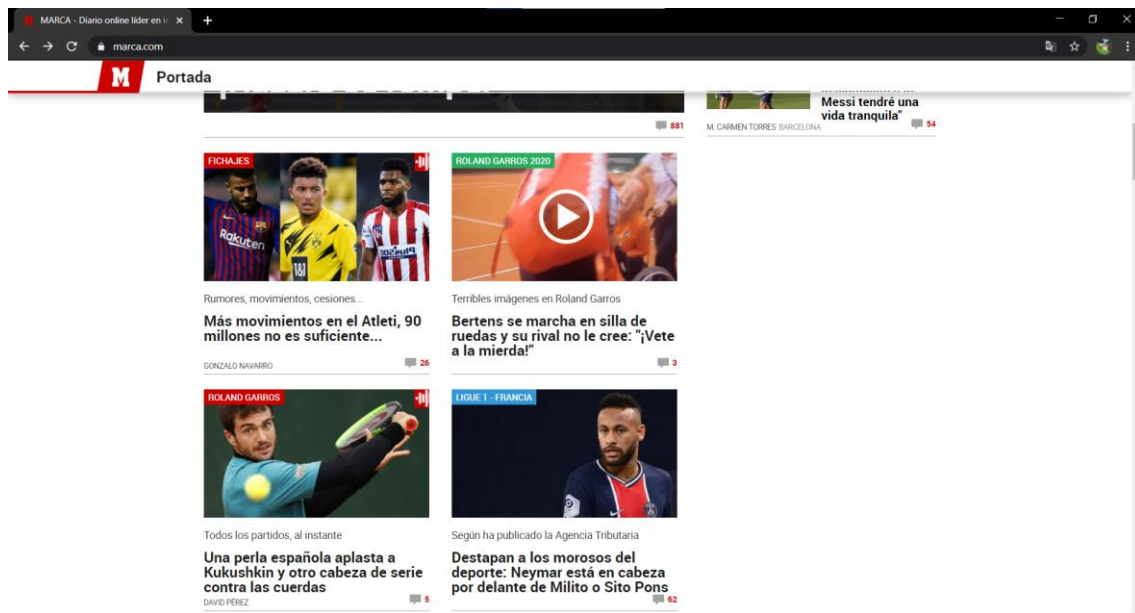 MARCA - Diario online líder en i
marca.com
M Portada
881
Messi tendré una
vida tranquila"
M. CARMEN TORRES BARCELONA 54
FICHAJES
Rakuten
1&1
Plus500
Rumores, movimientos, cesiones...
Más movimientos en el Atleti, 90
millones no es suficiente...
GONZALO NAVARRO 26
ROLAND GARROS 2020
Terribles imágenes en Roland Garros
Bertens se marcha en silla de
ruedas y su rival no le cree: "¡Vete
a la mierda!"
3
ROLAND GARROS
Todos los partidos, al instante
Una perla española aplasta a
Kukushkin y otro cabeza de serie
contra las cuerdas
DAVID PÉREZ 5
LIGUE 1 - FRANCIA
Según ha publicado la Agencia Tributaria
Destapan a los morosos del
deporte: Neymar está en cabeza
por delante de Milito o Sito Pons
62